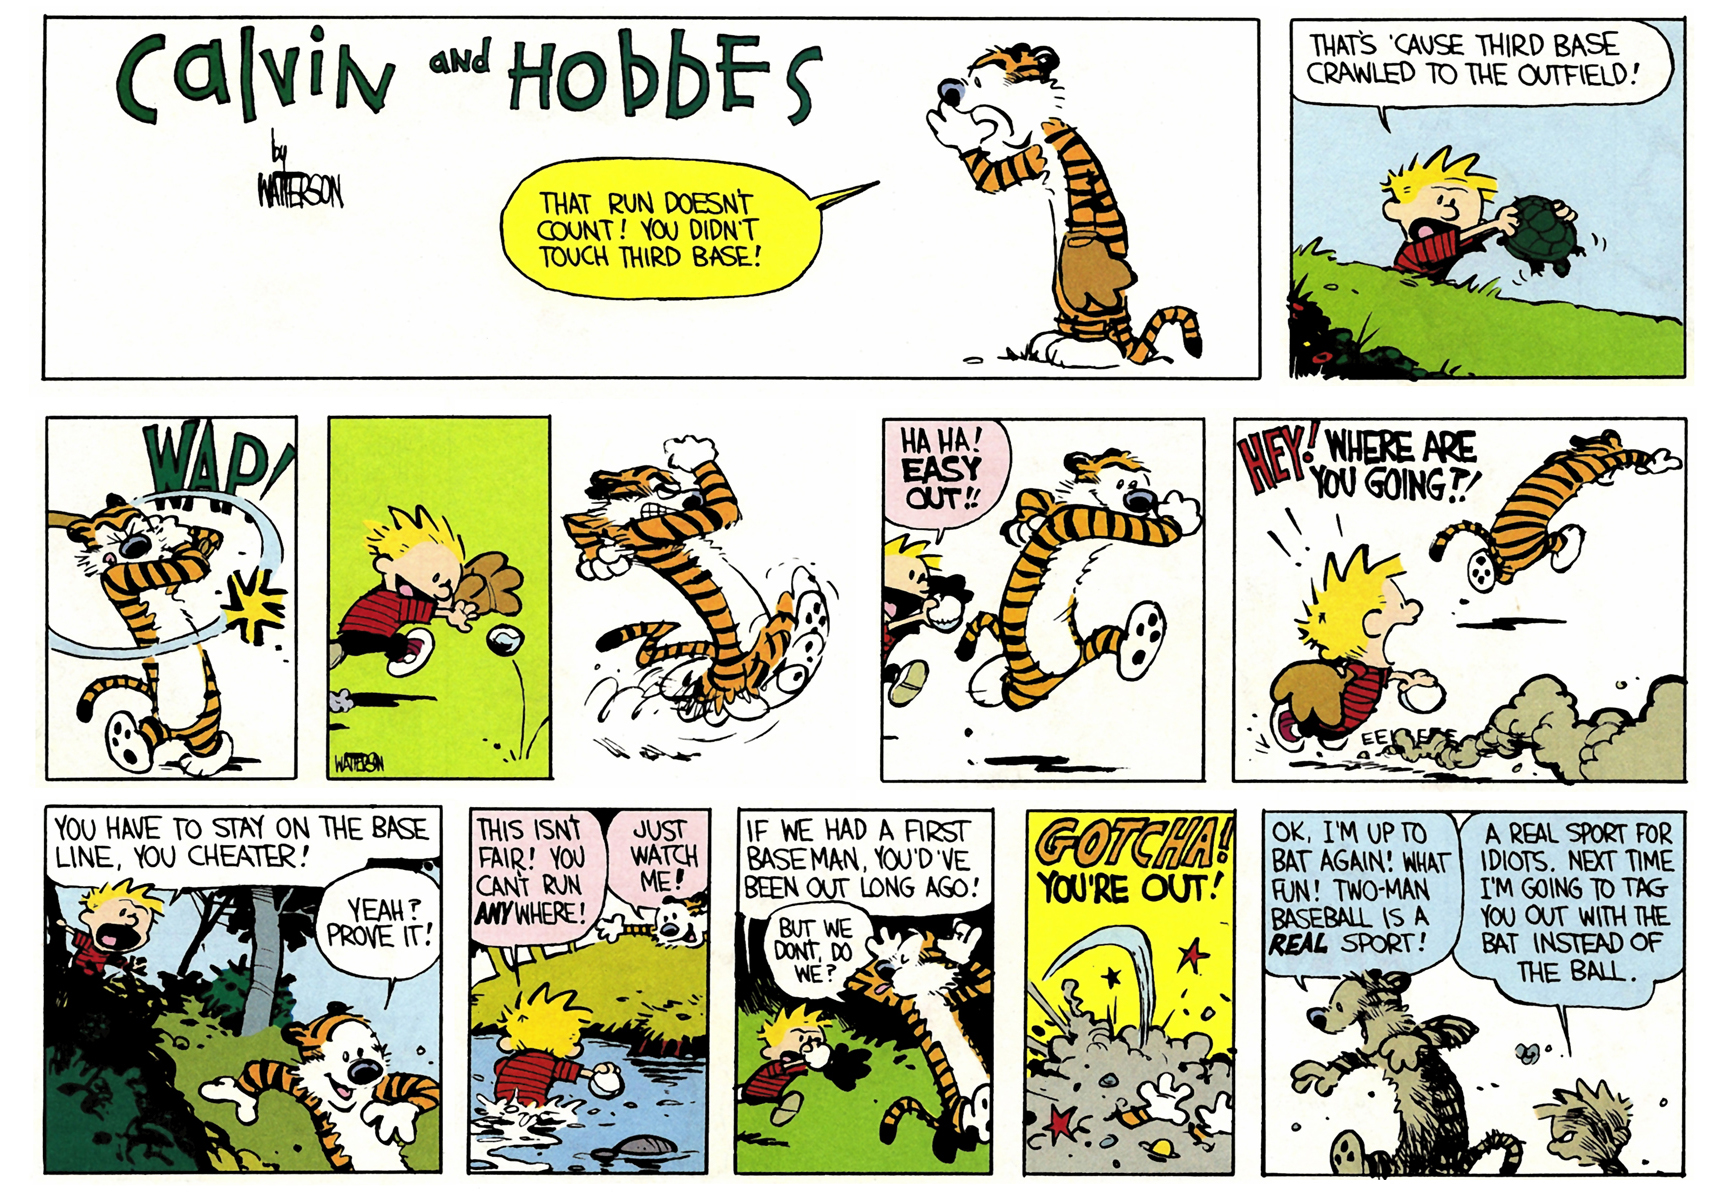 Calvin and Hobbes
by
WATTERSON
THAT RUN DOESN'T
COUNT! YOU DIDN'T
TOUCH THIRD BASE!
THAT'S 'CAUSE THIRD BASE
CRAWLED TO THE OUTFIELD!
WAP!
WATTERSON
HA HA!
EASY
OUT!!
HEY! WHERE ARE
YOU GOING?!
YOU HAVE TO STAY ON THE BASE
LINE, YOU CHEATER!
YEAH?
PROVE IT!
THIS ISN'T
FAIR! YOU
CAN'T RUN
ANYWHERE!
JUST
WATCH
ME!
IF WE HAD A FIRST
BASEMAN, YOU'D'VE
BEEN OUT LONG AGO!
BUT WE
DON'T, DO
WE?
GOTCHA!
YOU'RE OUT!
OK, I'M UP TO
BAT AGAIN! WHAT
FUN! TWO-MAN
BASEBALL IS A
REAL SPORT!
A REAL SPORT FOR
IDIOTS. NEXT TIME
I'M GOING TO TAG
YOU OUT WITH THE
BAT INSTEAD OF
THE BALL.